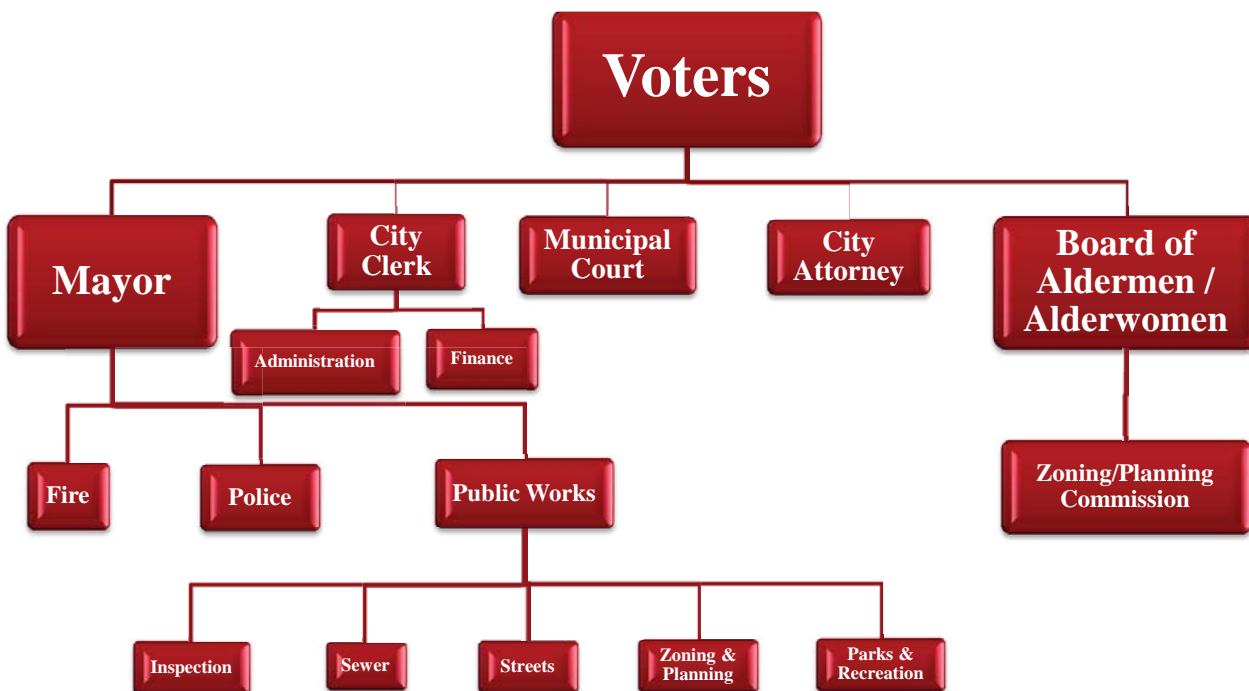 Voters
Mayor
City
Clerk
Municipal
Court
City
Attorney
Board of
Aldermen /
Alderwomen
Administration
Finance
Fire
Police
Public Works
Zoning/Planning
Commission
Inspection
Sewer
Streets
Zoning &
Planning
Parks &
Recreation